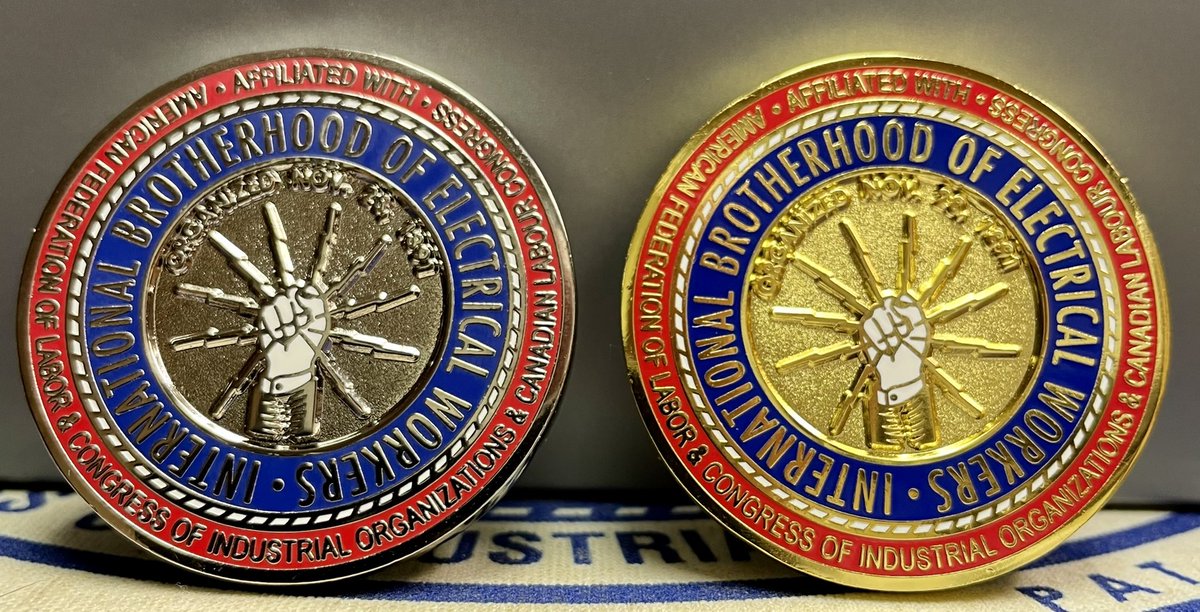 · AFFILIATED WITH ·
AMERICAN FEDERATION OF LABOR & CONGRESS OF INDUSTRIAL ORGANIZATIONS & CANADIAN LABOUR CONGRESS
INTERNATIONAL BROTHERHOOD OF ELECTRICAL WORKERS ·
ORGANIZED NOV. 28, 1891
· AFFILIATED WITH ·
AMERICAN FEDERATION OF LABOR & CONGRESS OF INDUSTRIAL ORGANIZATIONS & CANADIAN LABOUR CONGRESS
INTERNATIONAL BROTHERHOOD OF ELECTRICAL WORKERS ·
ORGANIZED NOV. 28, 1891